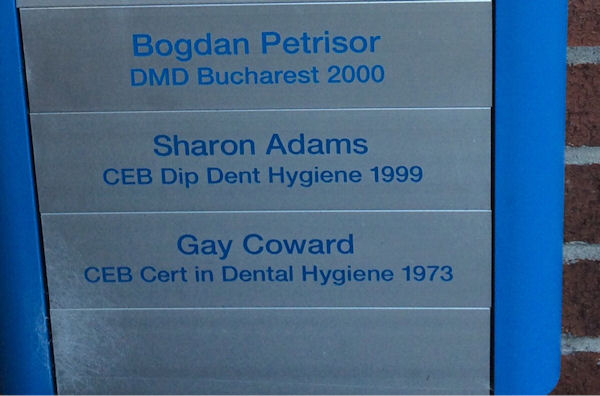 Bogdan Petrisor
DMD Bucharest 2000
Sharon Adams
CEB Dip Dent Hygiene 1999
Gay Coward
CEB Cert in Dental Hygiene 1973